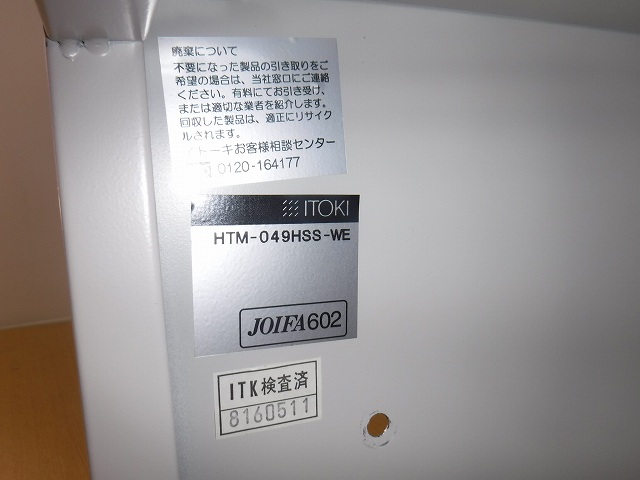 廃棄について
不要になった製品の引き取りをご
希望の場合は、当社窓口にご連絡
ください。有料にてお引き受け、
または適切な業者を紹介します。
回収した製品は、適正にリサイク
ルされます。
イトーキお客様相談センター
0120-164177
ITOKI
HTM-049HSS-WE
JOIFA602
ITK検査済
8160511